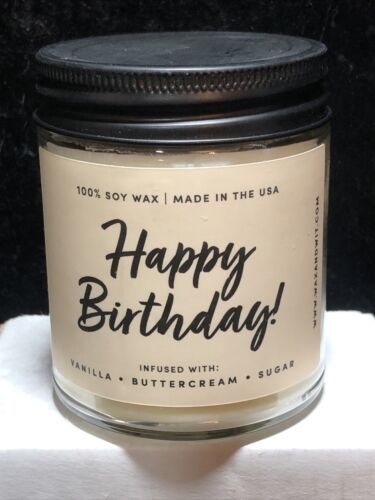 100% SOY WAX | MADE IN THE USA
Happy
Birthday!
INFUSED WITH:
VANILLA • BUTTERCREAM • SUGAR
WWW.WAXANDWIT.COM